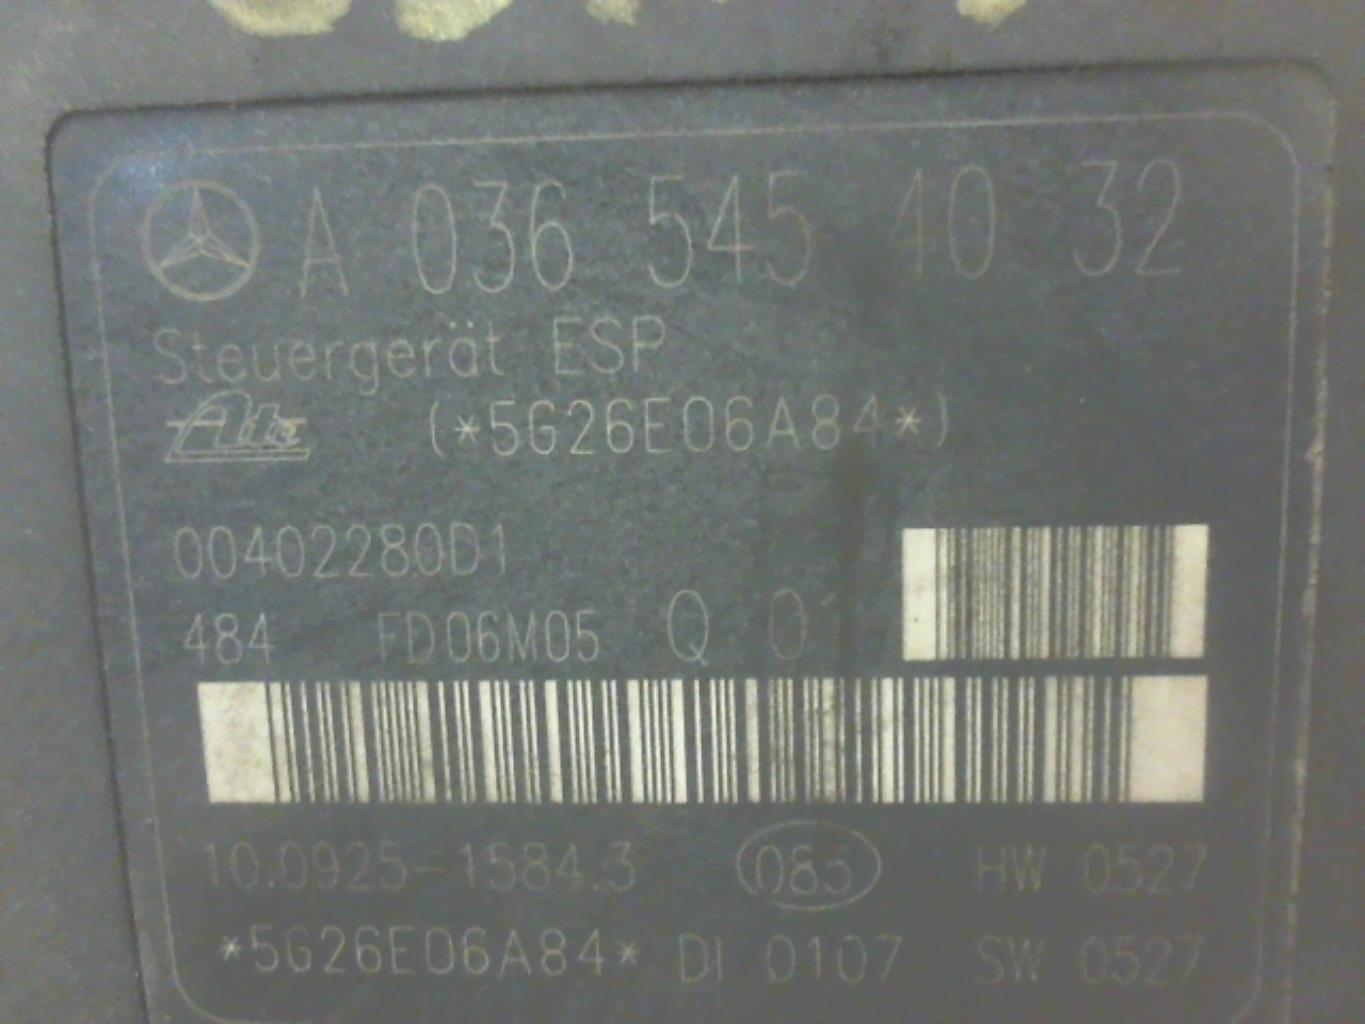 A 036 545 40 32
Steuergerät ESP
Ate (*5G26E06A84*)
00402280D1
484 FD06M05 Q 01
10.0925-1584.3 085 HW 0527
*5G26E06A84* DI 0107 SW 0527